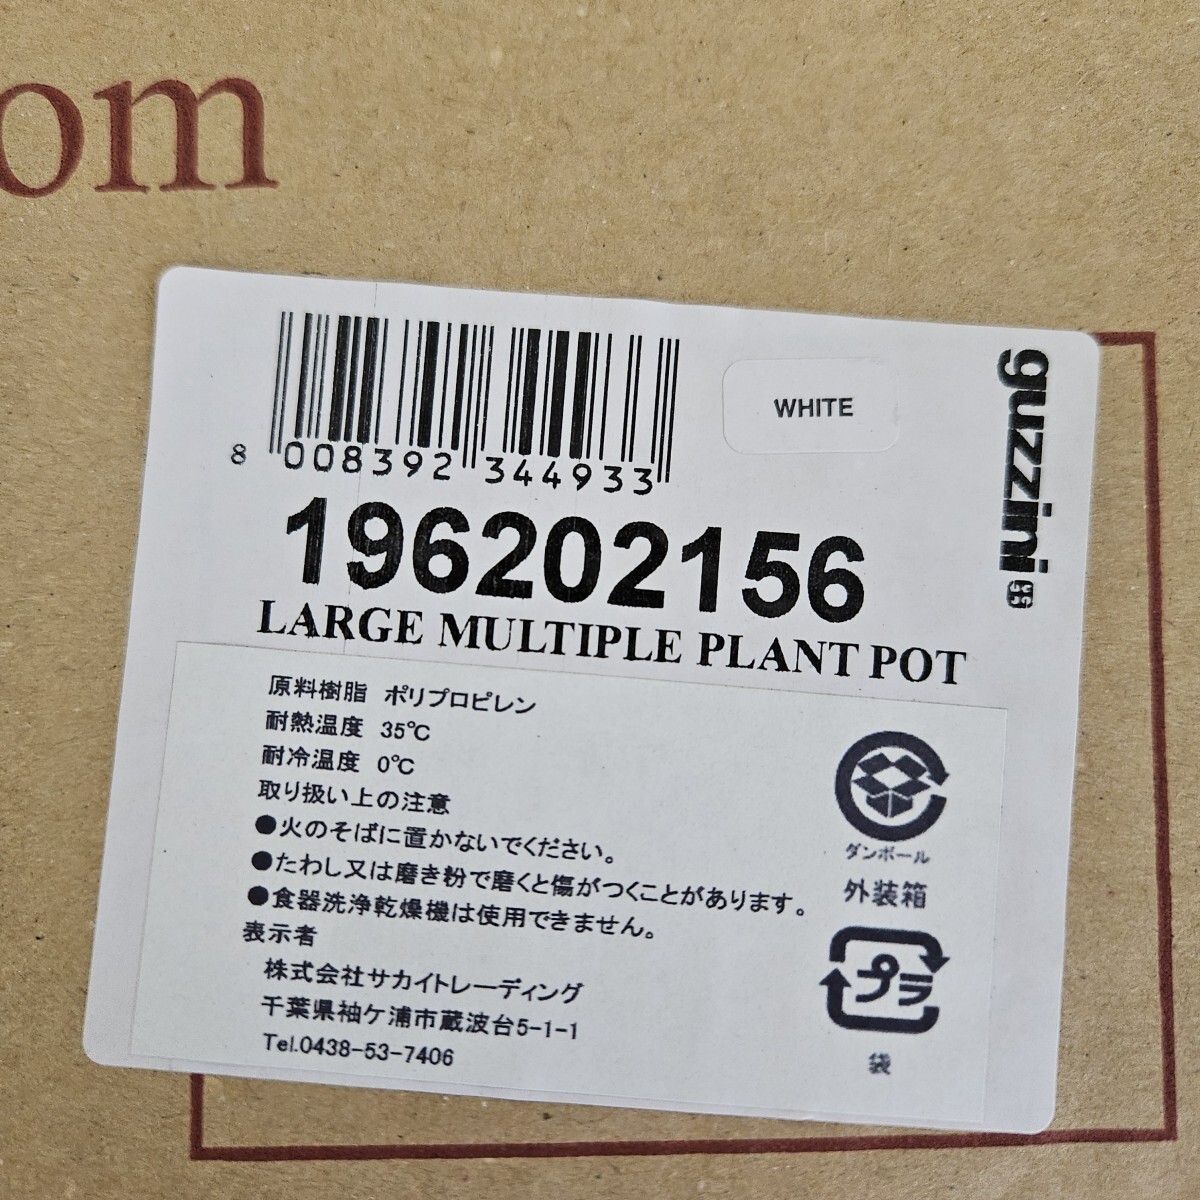 om
WHITE
guzzini
8 008392 344933
196202156
LARGE MULTIPLE PLANT POT
原料樹脂 ポリプロピレン
耐熱温度 35℃
耐冷温度 0℃
取り扱い上の注意
●火のそばに置かないでください。
●たわし又は磨き粉で磨くと傷がつくことがあります。
●食器洗浄乾燥機は使用できません。
表示者
株式会社サカイトレーディング
千葉県袖ケ浦市蔵波台5-1-1
Tel.0438-53-7406
ダンボール
外装箱
プラ
袋